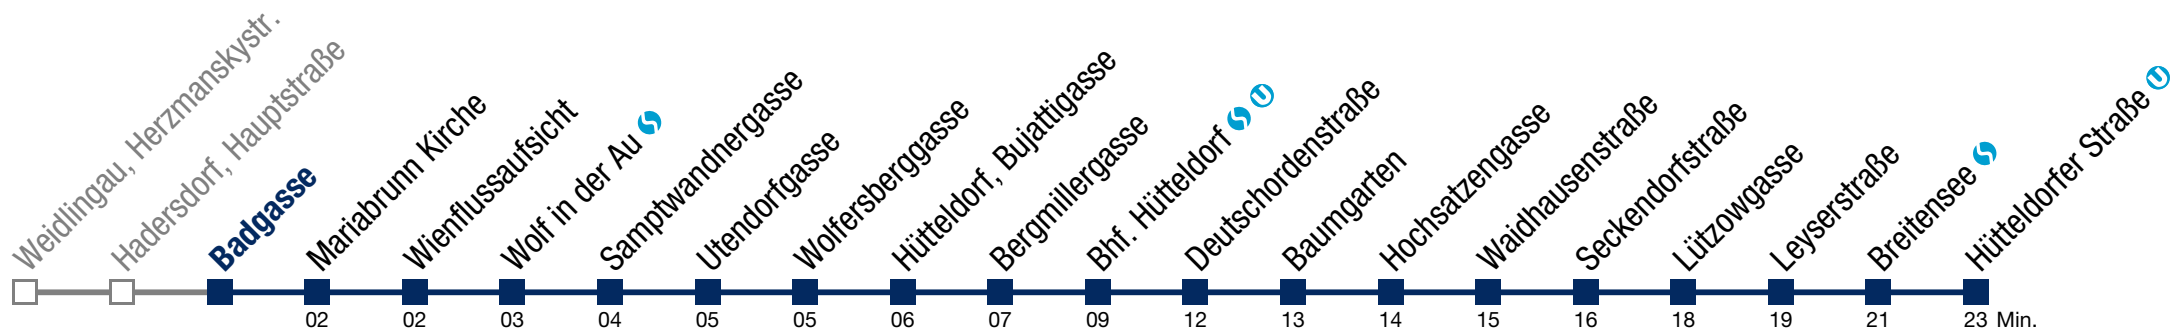 Weidlingau, Herzmanskystr.
Hadersdorf, Hauptstraße
Badgasse
Mariabrunn Kirche
Wienflussaufsicht
Wolf in der Au S
Samptwandnergasse
Utendorfgasse
Wolfersberggasse
Hütteldorf, Bujattigasse
Bergmillergasse
Bhf. Hütteldorf S U
Deutschordenstraße
Baumgarten
Hochsatzengasse
Waidhausenstraße
Seckendorfstraße
Lützowgasse
Leyserstraße
Breitensee S
Hütteldorfer Straße U
02 02 03 04 05 05 06 07 09 12 13 14 15 16 18 19 21 23 Min.